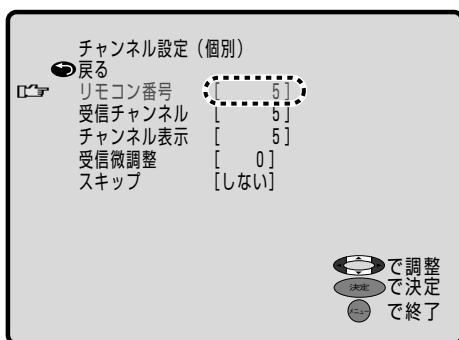 チャンネル設定(個別)
戻る
リモコン番号 [ 5]
受信チャンネル [ 5]
チャンネル表示 [ 5]
受信微調整 [ 0]
スキップ [しない]
で調整
決定 で決定
メニュー で終了